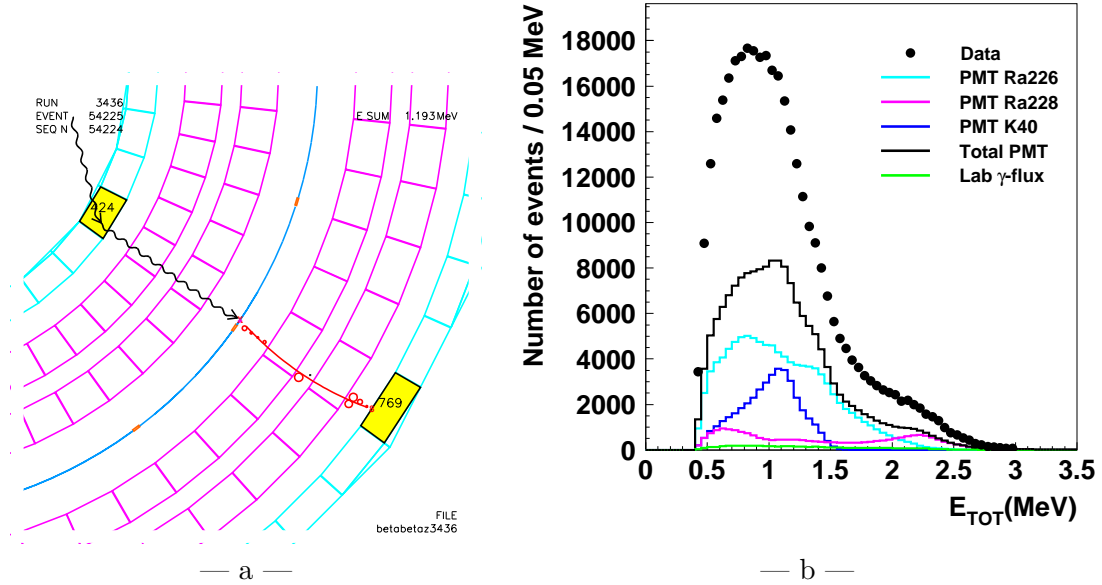 RUN 3436
EVENT 54225
SEQ N 54224
E SUM 1.193MeV
424
769
FILE
betabetaz3436
— a —
Number of events / 0.05 MeV
18000
16000
14000
12000
10000
8000
6000
4000
2000
0
0 0.5 1 1.5 2 2.5 3 3.5
E_TOT(MeV)
Data
PMT Ra226
PMT Ra228
PMT K40
Total PMT
Lab γ-flux
— b —